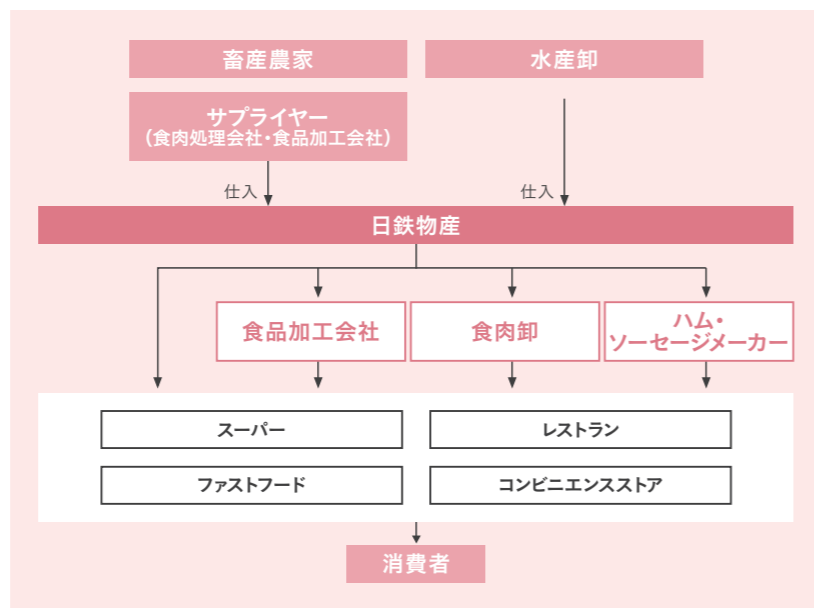 畜産農家
水産卸
サプライヤー
（食肉処理会社・食品加工会社）
仕入
仕入
日鉄物産
食品加工会社
食肉卸
ハム・
ソーセージメーカー
スーパー
レストラン
ファストフード
コンビニエンスストア
消費者